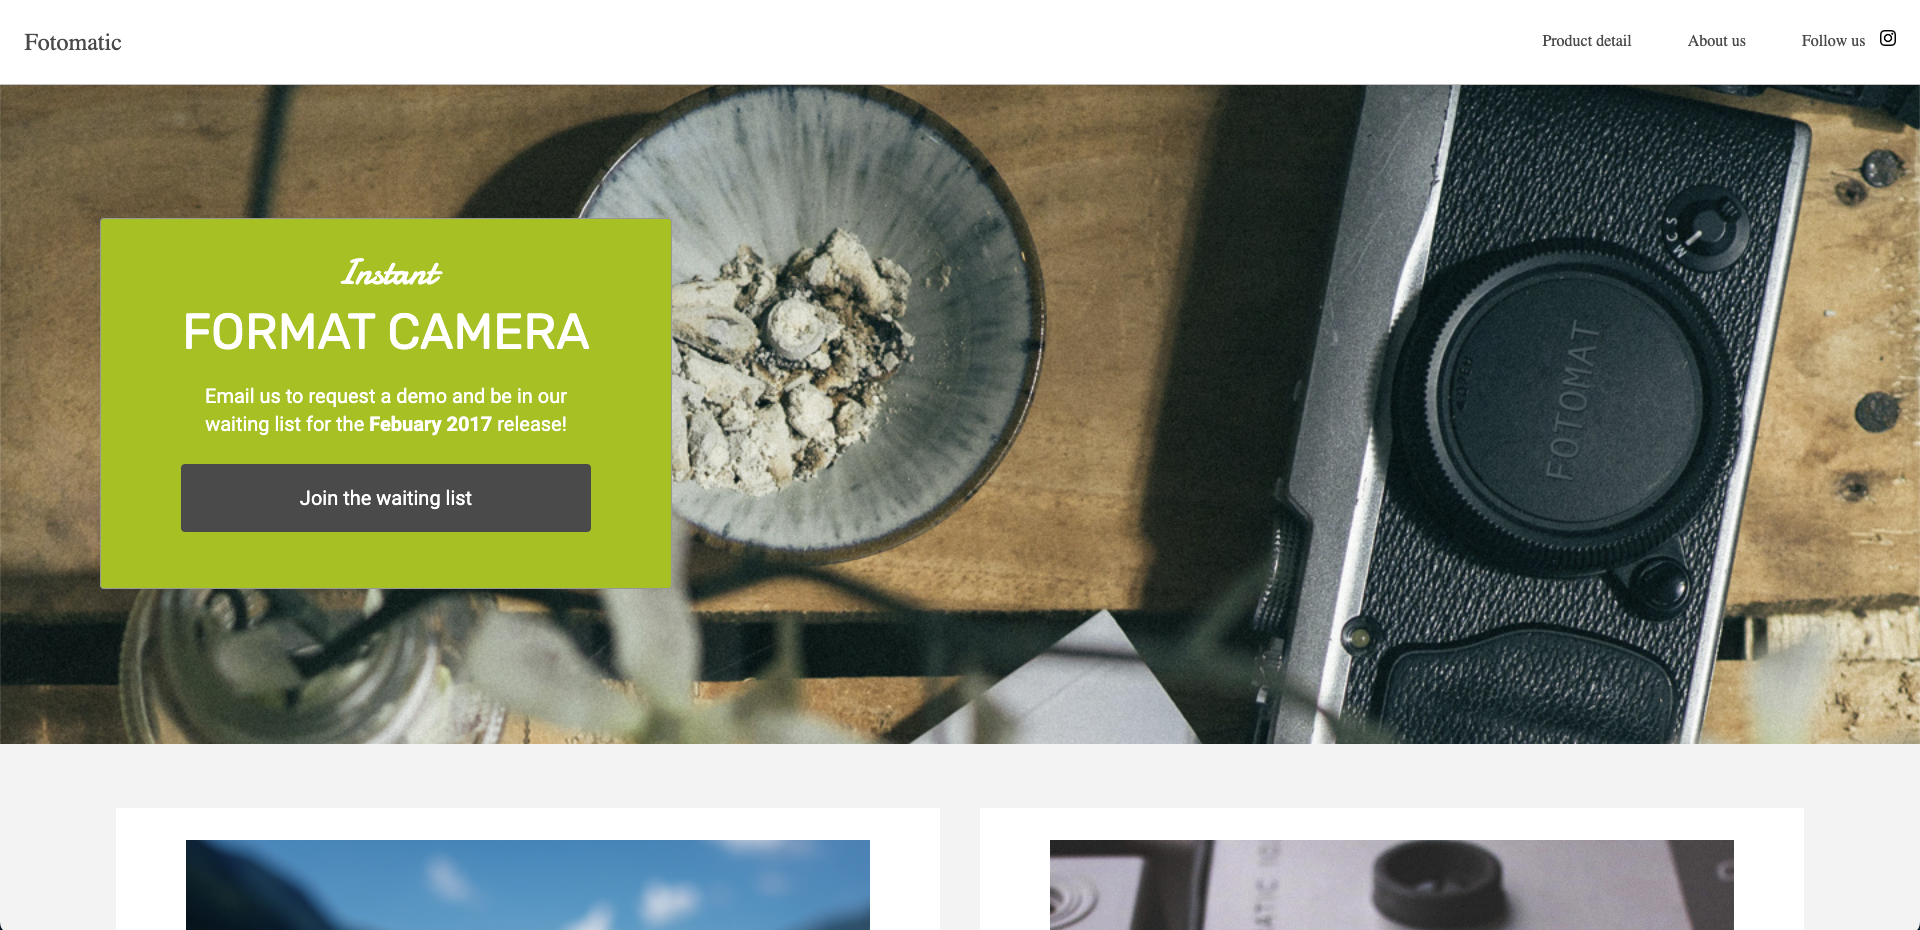 Fotomatic
Product detail
About us
Follow us
Instant
FORMAT CAMERA
Email us to request a demo and be in our
waiting list for the Febuary 2017 release!
Join the waiting list
FOTOMAT
M C S